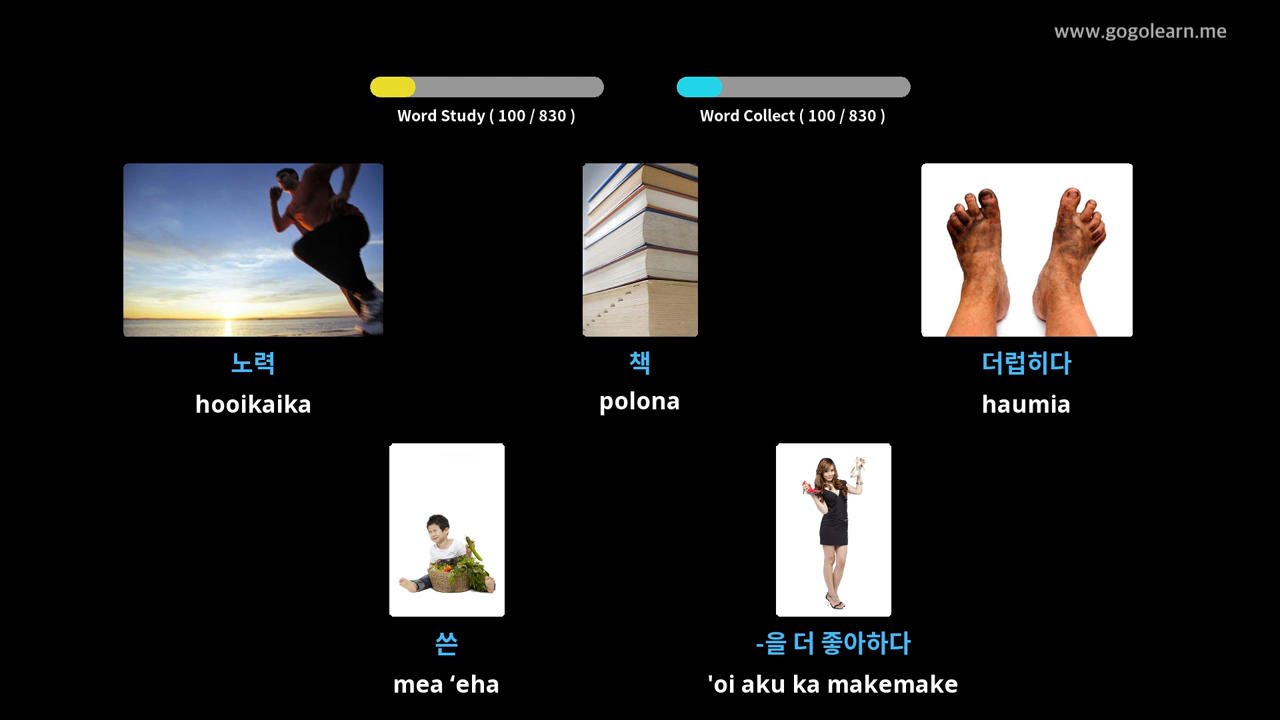 www.gogolearn.me
Word Study ( 100 / 830 )
Word Collect ( 100 / 830 )
노력
책
더럽히다
hooikaika
polona
haumia
쓴
-을 더 좋아하다
mea ‘eha
'oi aku ka makemake